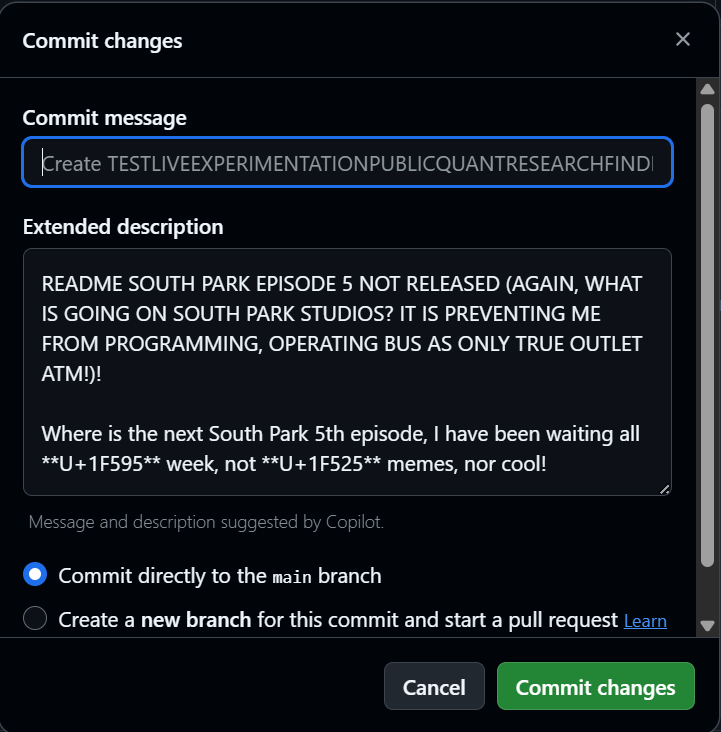 Commit changes
Commit message
Create TESTLIVEEXPERIMENTATIONPUBLICQUANTRESEARCHFINDI
Extended description
README SOUTH PARK EPISODE 5 NOT RELEASED (AGAIN, WHAT
IS GOING ON SOUTH PARK STUDIOS? IT IS PREVENTING ME
FROM PROGRAMMING, OPERATING BUS AS ONLY TRUE OUTLET
ATM!)!
Where is the next South Park 5th episode, I have been waiting all
**U+1F595** week, not **U+1F525** memes, nor cool!
Message and description suggested by Copilot.
Commit directly to the main branch
Create a new branch for this commit and start a pull request Learn
Cancel
Commit changes